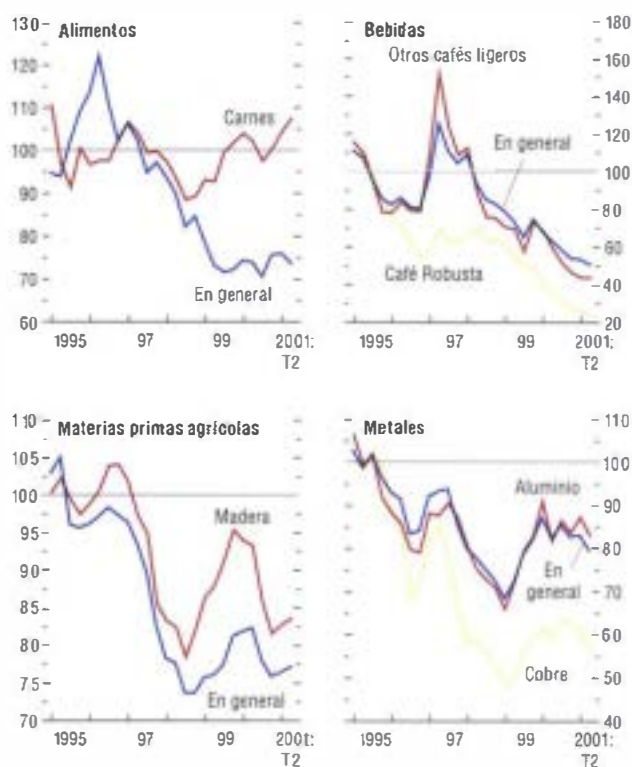 Alimentos
130
120
110
100
90
80
70
60
Carnes
En general
1995 97 99 2001:
T2
Bebidas
Otros cafés ligeros
En general
Café Robusta
180
160
140
120
100
80
60
40
20
1995 97 99 2001:
T2
Materias primas agrícolas
110
105
100
95
90
85
80
75
70
Madera
En general
1995 97 99 2001:
T2
Metales
Aluminio
En
general
Cobre
110
100
90
80
70
60
50
40
1995 97 99 2001:
T2